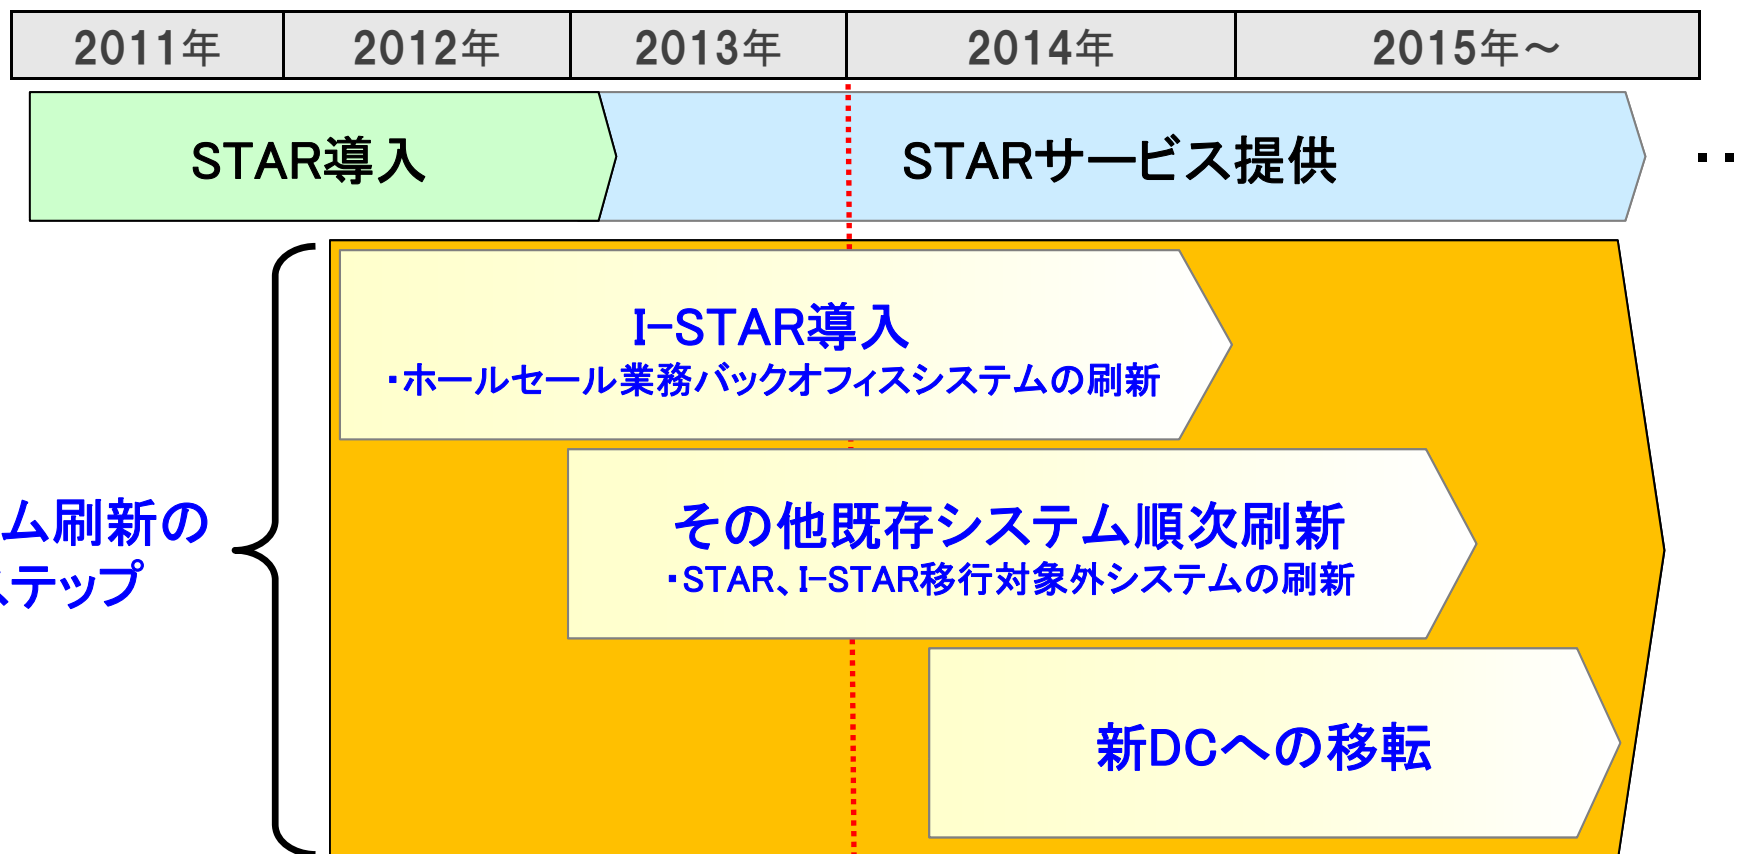 2011年 2012年 2013年 2014年 2015年～
STAR導入 STARサービス提供 ・・
I-STAR導入
・ホールセール業務バックオフィスシステムの刷新
ム刷新の
ステップ
その他既存システム順次刷新
・STAR、I-STAR移行対象外システムの刷新
新DCへの移転